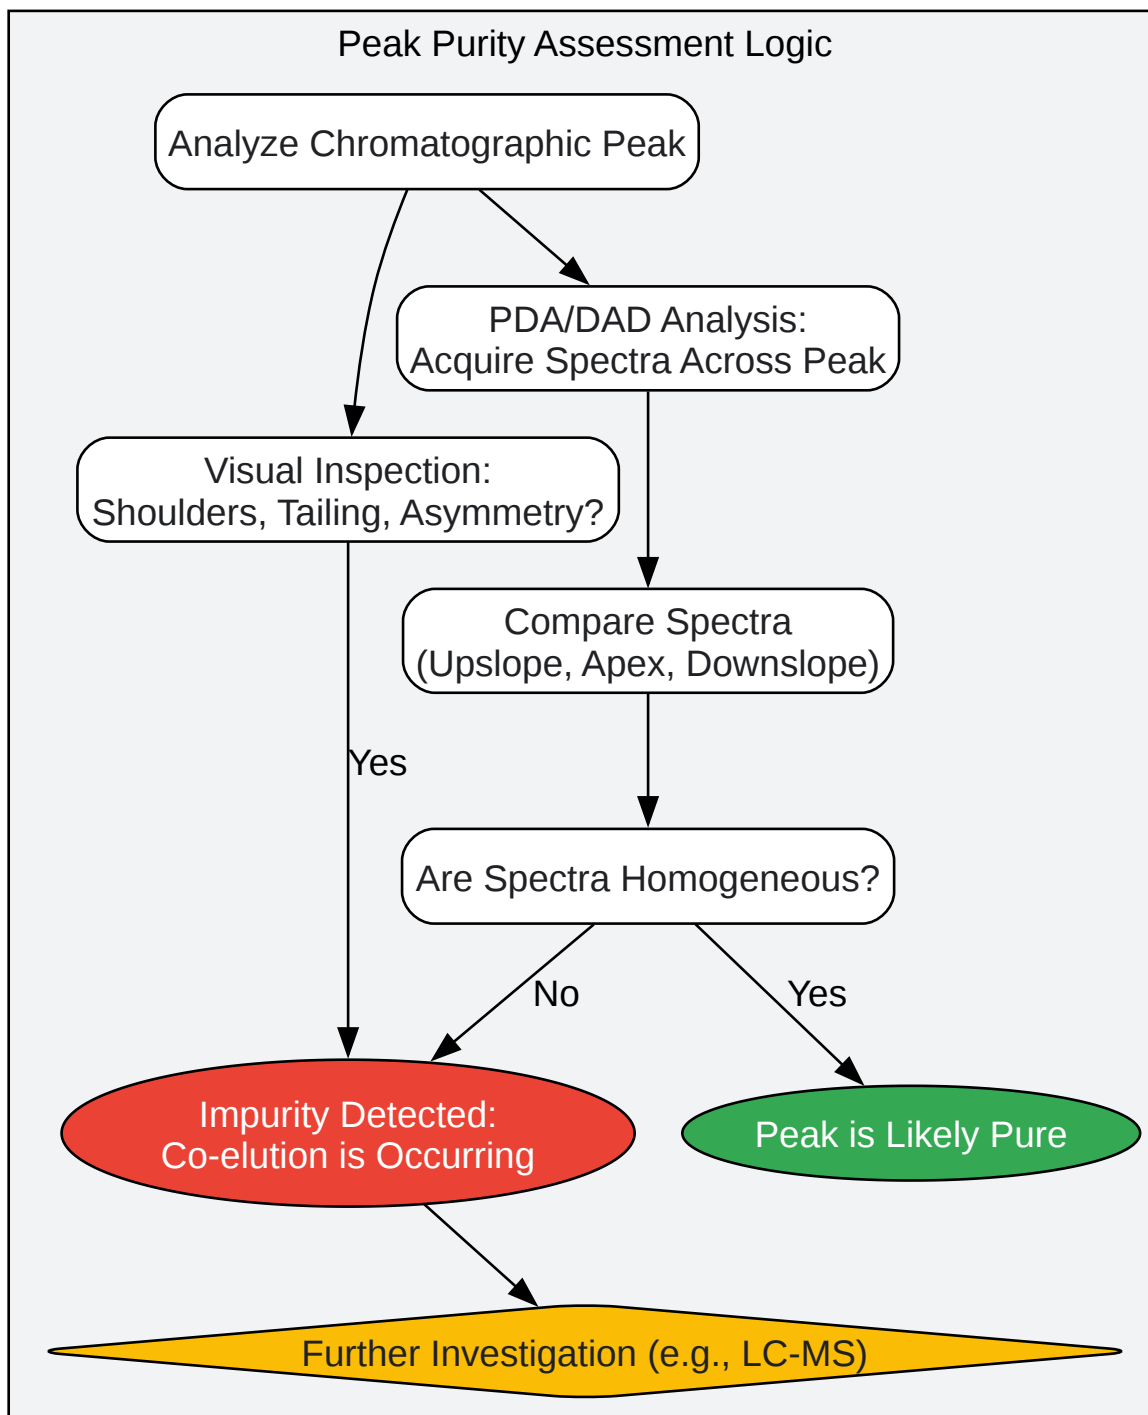 Peak Purity Assessment Logic
Analyze Chromatographic Peak
PDA/DAD Analysis:
Acquire Spectra Across Peak
Visual Inspection:
Shoulders, Tailing, Asymmetry?
Compare Spectra
(Upslope, Apex, Downslope)
Yes
Are Spectra Homogeneous?
No
Yes
Impurity Detected:
Co-elution is Occurring
Peak is Likely Pure
Further Investigation (e.g., LC-MS)